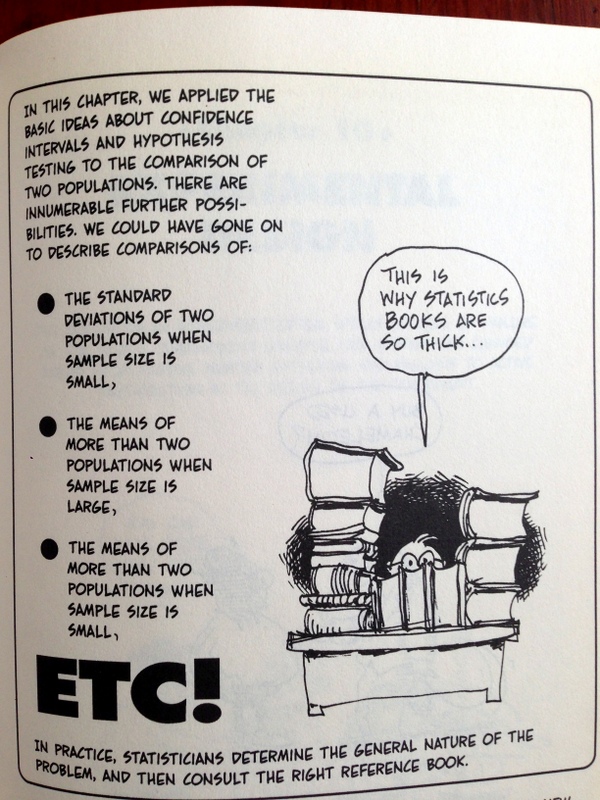 IN THIS CHAPTER, WE APPLIED THE
BASIC IDEAS ABOUT CONFIDENCE
INTERVALS AND HYPOTHESIS
TESTING TO THE COMPARISON OF
TWO POPULATIONS. THERE ARE
INNUMERABLE FURTHER POSSI-
BILITIES. WE COULD HAVE GONE ON
TO DESCRIBE COMPARISONS OF:
THE STANDARD
DEVIATIONS OF TWO
POPULATIONS WHEN
SAMPLE SIZE IS
SMALL,
THE MEANS OF
MORE THAN TWO
POPULATIONS WHEN
SAMPLE SIZE IS
LARGE,
THE MEANS OF
MORE THAN TWO
POPULATIONS WHEN
SAMPLE SIZE IS
SMALL,
ETC!
THIS IS
WHY STATISTICS
BOOKS ARE
SO THICK...
IN PRACTICE, STATISTICIANS DETERMINE THE GENERAL NATURE OF THE
PROBLEM, AND THEN CONSULT THE RIGHT REFERENCE BOOK.